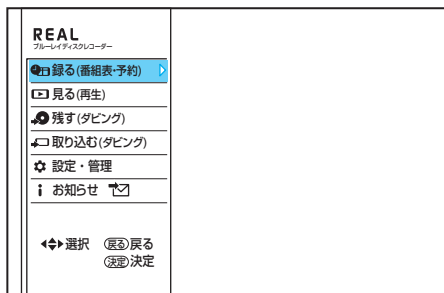 REAL
ブルーレイディスクレコーダー
録る(番組表・予約)
見る(再生)
残す(ダビング)
取り込む(ダビング)
設定・管理
お知らせ
選択 戻る 戻る
決定 決定